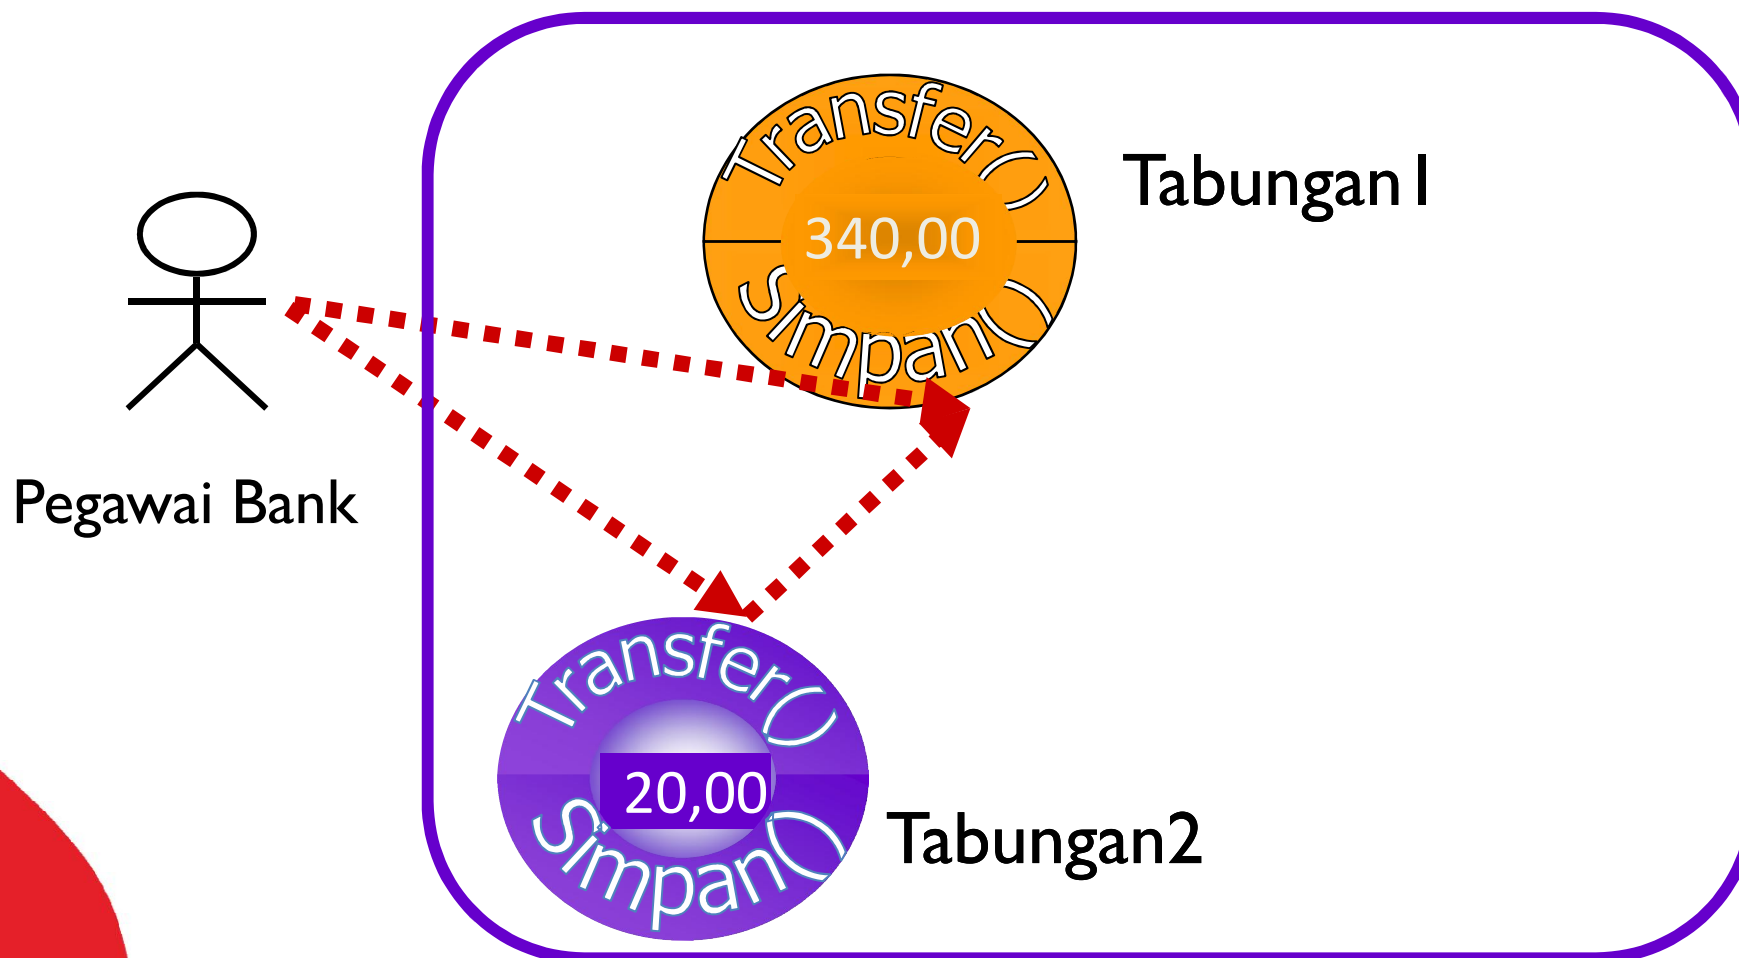 Transfer()
340,00
Simpan()
Tabungan1
Pegawai Bank
Transfer()
20,00
Simpan()
Tabungan2